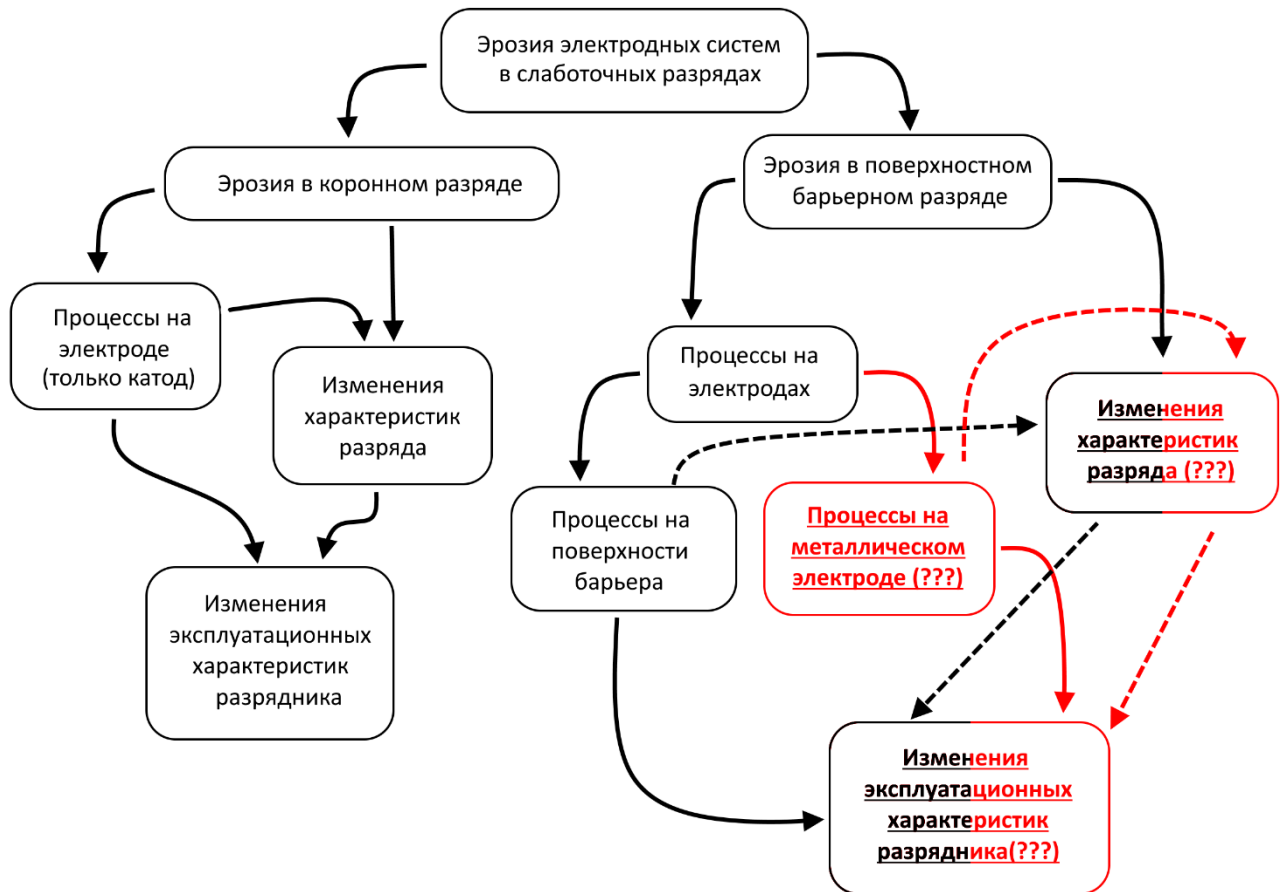 Эрозия электродных систем
в слаботочных разрядах
Эрозия в коронном разряде
Эрозия в поверхностном
барьерном разряде
Процессы на
электроде
(только катод)
Изменения
характеристик
разряда
Процессы на
электродах
Изменения
характеристик
разряда (???)
Процессы на
поверхности
барьера
Процессы на
металлическом
электроде (???)
Изменения
эксплуатационных
характеристик
разрядника
Изменения
эксплуатационных
характеристик
разрядника(???)